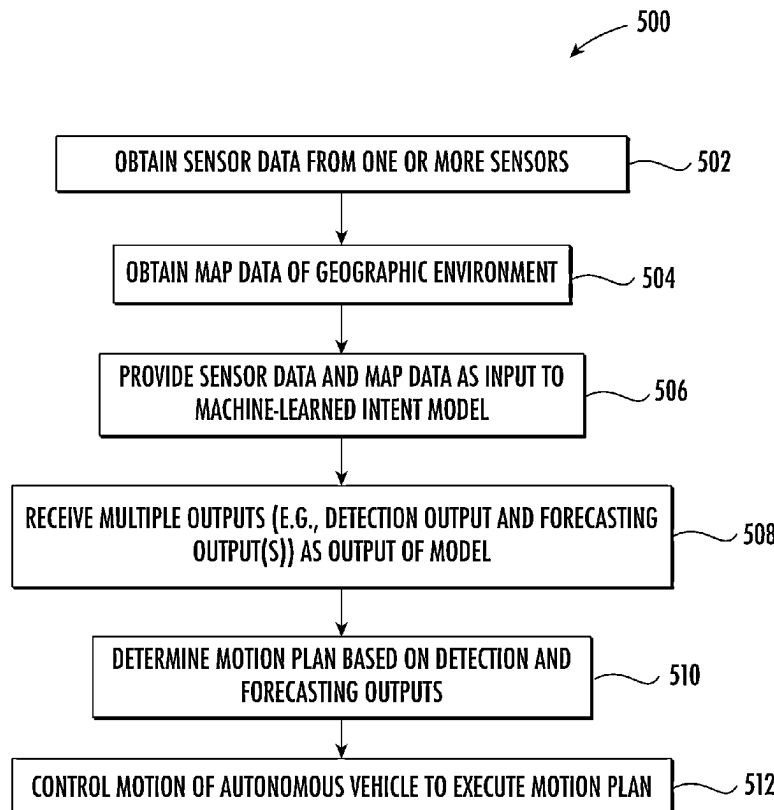 500
OBTAIN SENSOR DATA FROM ONE OR MORE SENSORS
502
OBTAIN MAP DATA OF GEOGRAPHIC ENVIRONMENT
504
PROVIDE SENSOR DATA AND MAP DATA AS INPUT TO
MACHINE-LEARNED INTENT MODEL
506
RECEIVE MULTIPLE OUTPUTS (E.G., DETECTION OUTPUT AND FORECASTING
OUTPUT(S)) AS OUTPUT OF MODEL
508
DETERMINE MOTION PLAN BASED ON DETECTION AND
FORECASTING OUTPUTS
510
CONTROL MOTION OF AUTONOMOUS VEHICLE TO EXECUTE MOTION PLAN
512